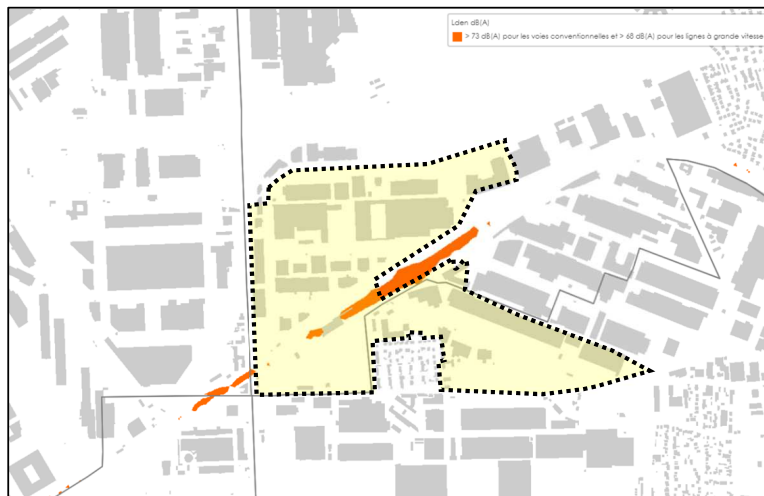 Lden dB(A)
> 73 dB(A) pour les voies conventionnelles et > 68 dB(A) pour les lignes à grande vitesse